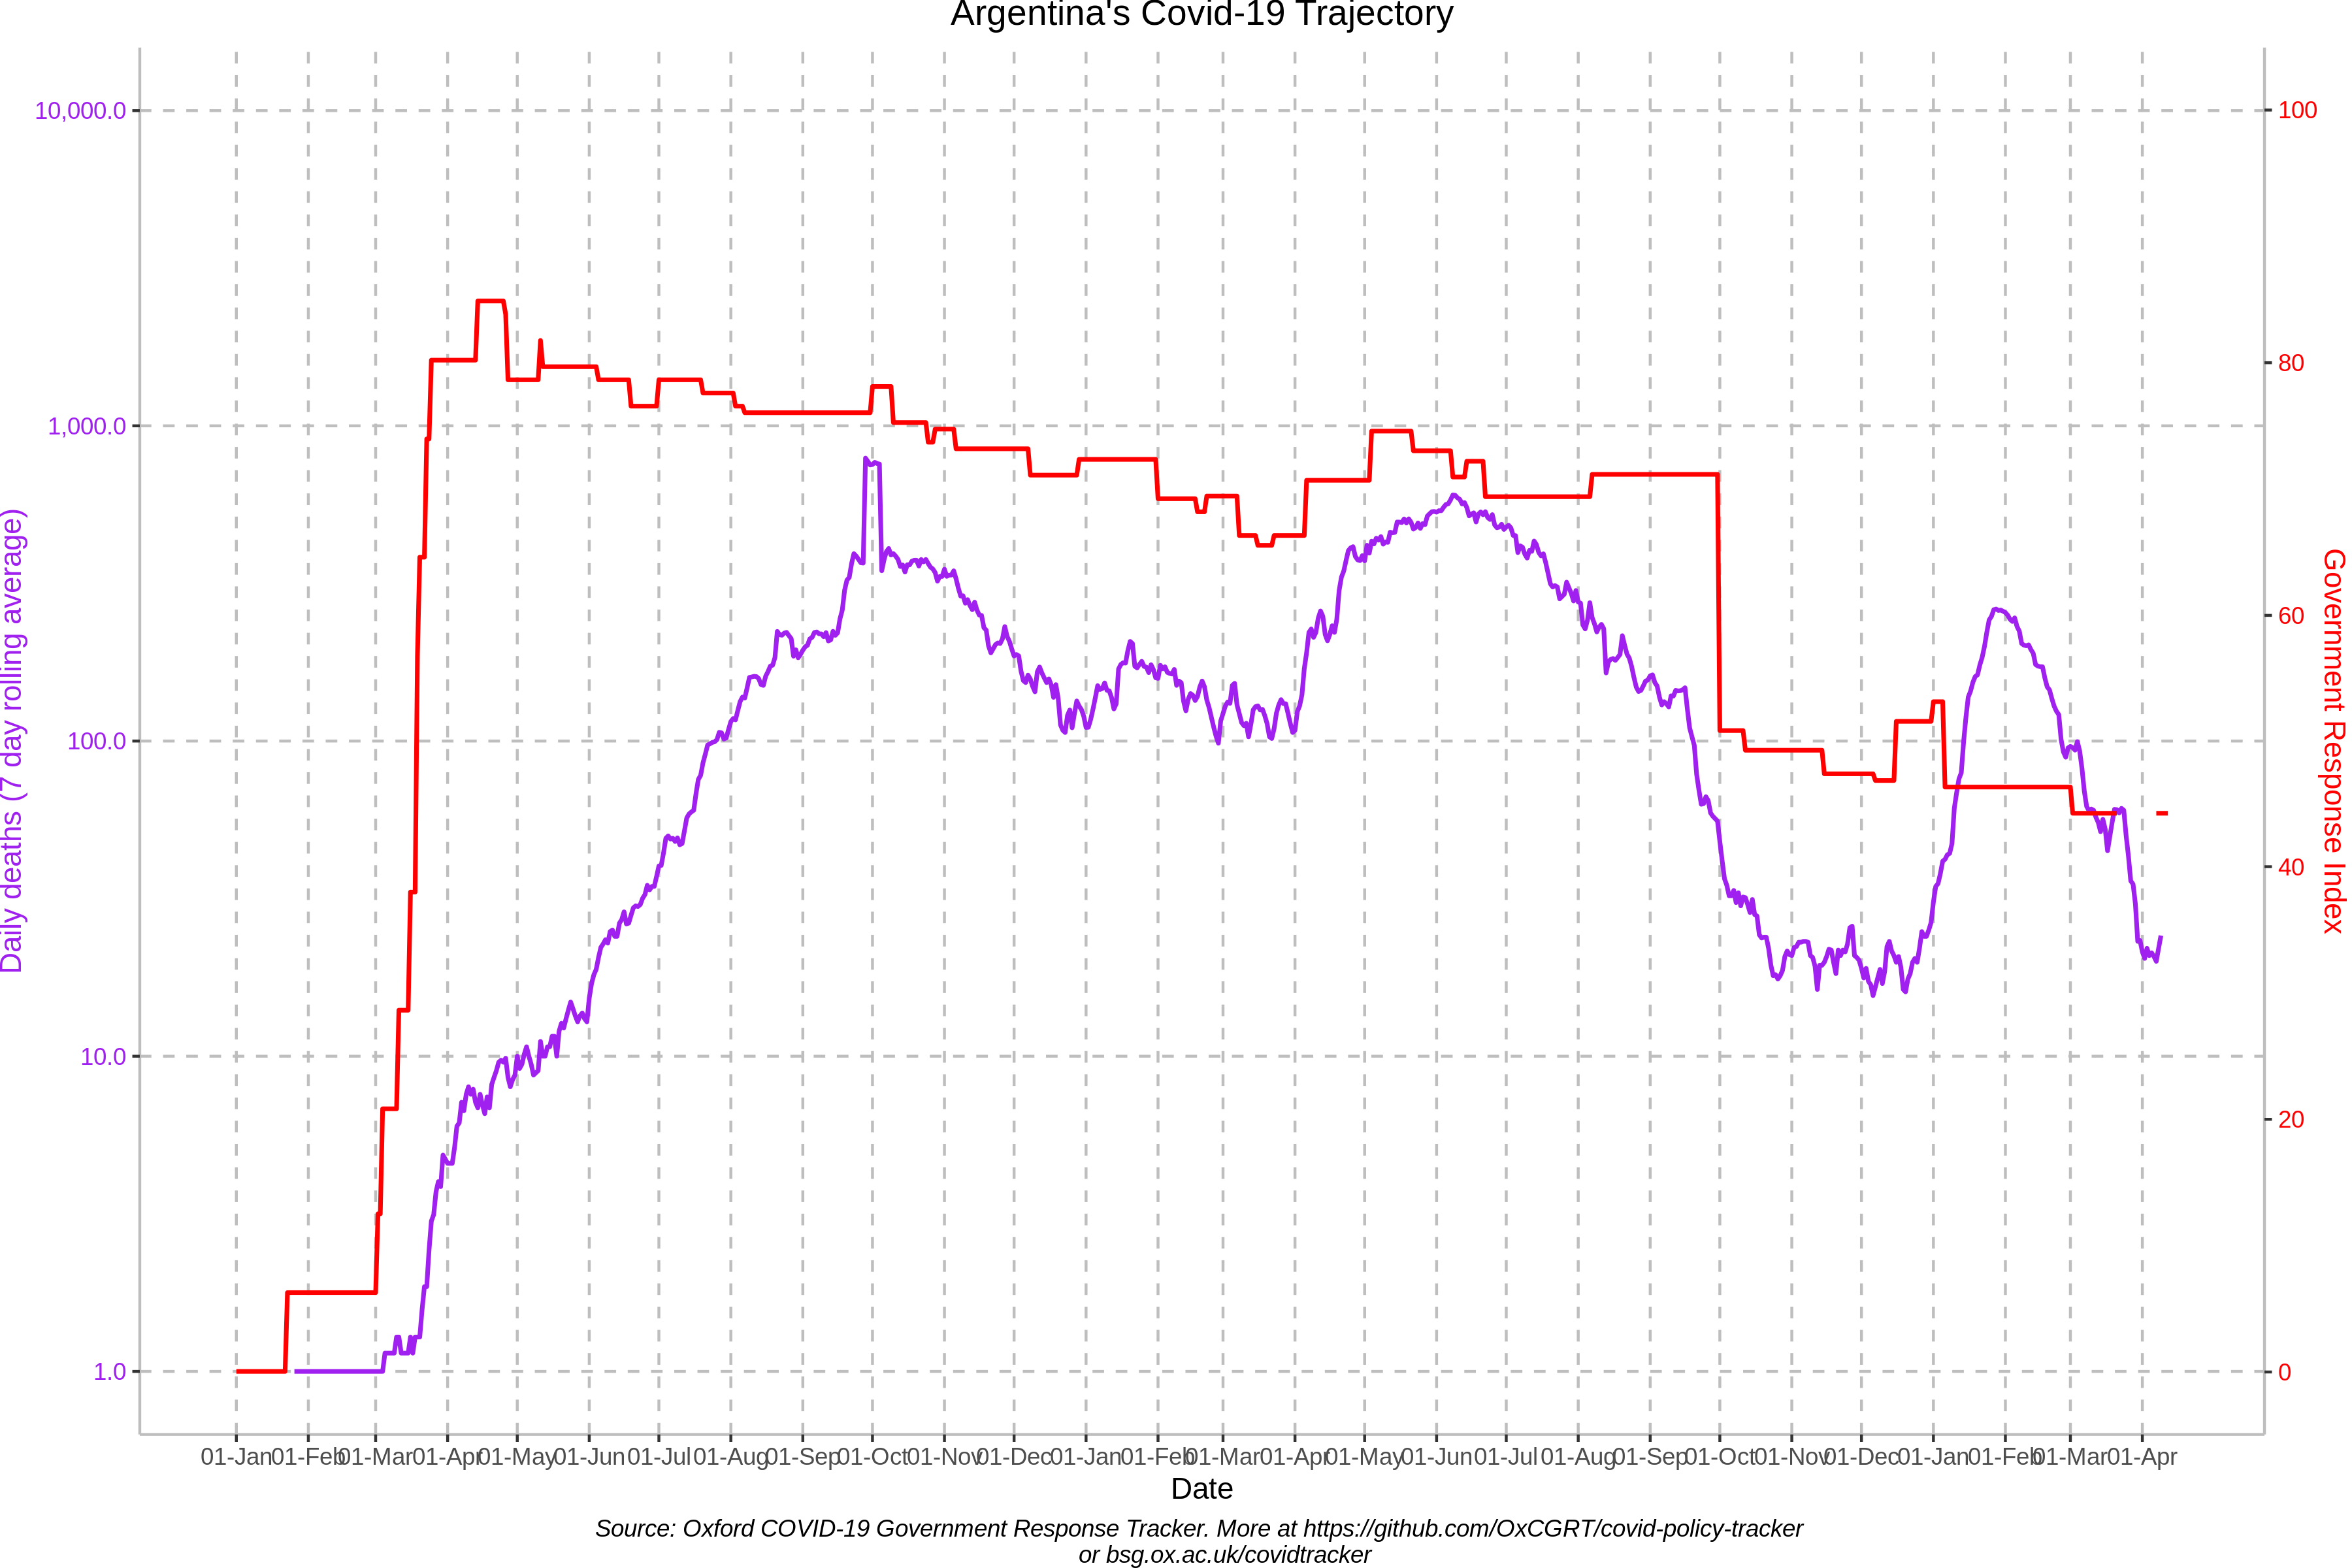 Argentina's Covid-19 Trajectory
Daily deaths (7 day rolling average)
10,000.0
1,000.0
100.0
10.0
1.0
100
80
60
40
20
0
Government Response Index
01-Jan 01-Feb 01-Mar 01-Apr 01-May 01-Jun 01-Jul 01-Aug 01-Sep 01-Oct 01-Nov 01-Dec 01-Jan 01-Feb 01-Mar 01-Apr 01-May 01-Jun 01-Jul 01-Aug 01-Sep 01-Oct 01-Nov 01-Dec 01-Jan 01-Feb 01-Mar 01-Apr
Date
Source: Oxford COVID-19 Government Response Tracker. More at https://github.com/OxCGRT/covid-policy-tracker
or bsg.ox.ac.uk/covidtracker